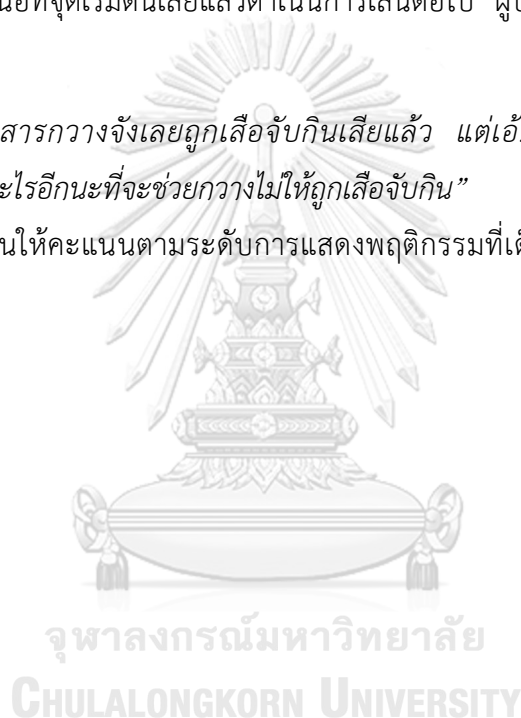 ที่จุดเริ่มต้นเลยแล้วดำเนินการเล่นต่อไป
สารกวางจังเลยถูกเสือจับกินเสียแล้ว แต่เอ้
ะไรอีกนะที่จะช่วยกวางไม่ให้ถูกเสือจับกิน”
นให้คะแนนตามระดับการแสดงพฤติกรรมที่เด็
จุฬาลงกรณ์มหาวิทยาลัย
CHULALONGKORN UNIVERSITY